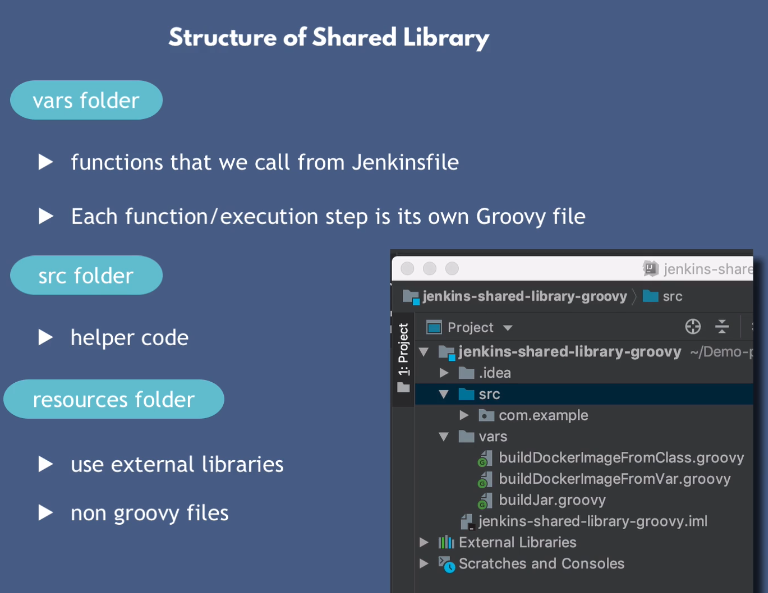 Structure of Shared Library
vars folder
functions that we call from Jenkinsfile
Each function/execution step is its own Groovy file
src folder
helper code
resources folder
use external libraries
non groovy files
jenkins-share
jenkins-shared-library-groovy
src
1: Project
Project
jenkins-shared-library-groovy ~/Demo-p
.idea
src
com.example
vars
buildDockerImageFromClass.groovy
buildDockerImageFromVar.groovy
buildJar.groovy
jenkins-shared-library-groovy.iml
External Libraries
Scratches and Consoles